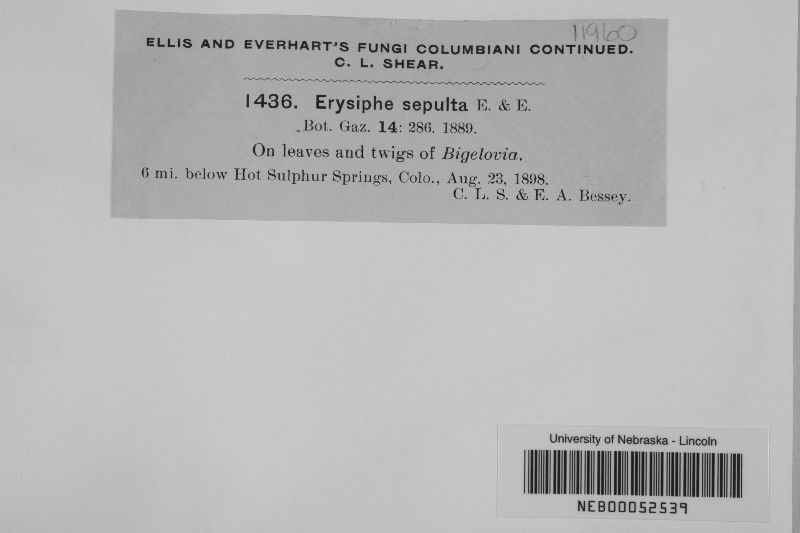 11960
ELLIS AND EVERHART'S FUNGI COLUMBIANI CONTINUED.
C. L. SHEAR.
1436. Erysiphe sepulta E. & E.
Bot. Gaz. 14: 286. 1889.
On leaves and twigs of Bigelovia.
6 mi. below Hot Sulphur Springs, Colo., Aug. 23, 1898.
C. L. S. & E. A. Bessey.
University of Nebraska - Lincoln
NEB00052539